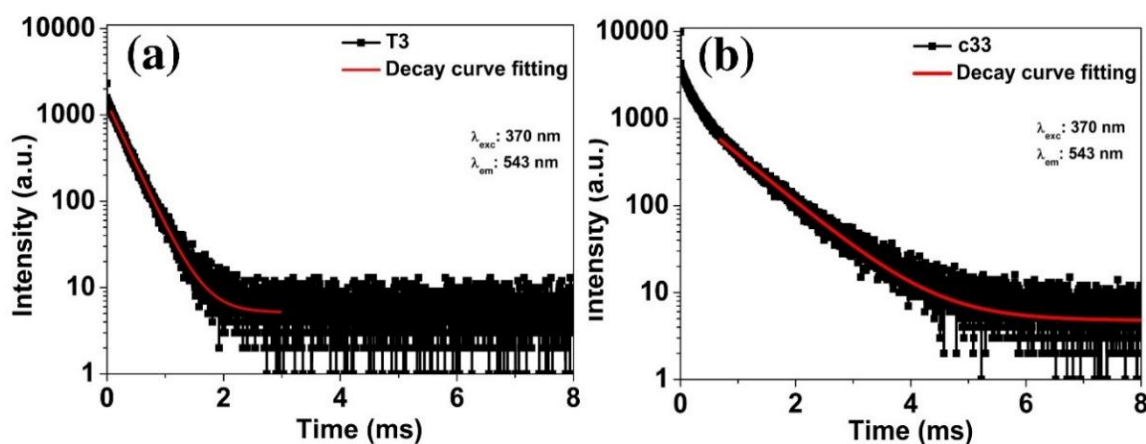 (a)
T3
Decay curve fitting
λexc: 370 nm
λem: 543 nm
10000
1000
100
10
1
Intensity (a.u.)
0 2 4 6 8
Time (ms)
(b)
c33
Decay curve fitting
λexc: 370 nm
λem: 543 nm
10000
1000
100
10
1
Intensity (a.u.)
0 2 4 6 8
Time (ms)